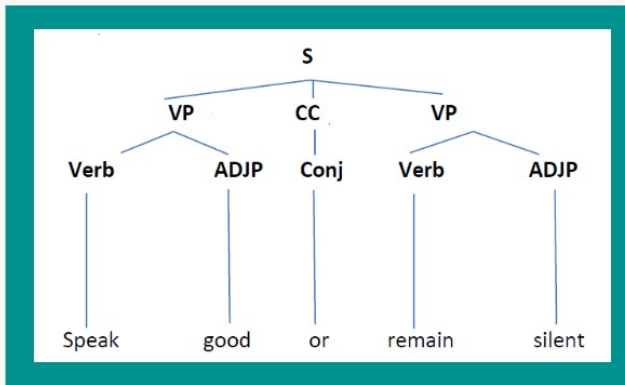 S
VP CC VP
Verb ADJP Conj Verb ADJP
Speak good or remain silent